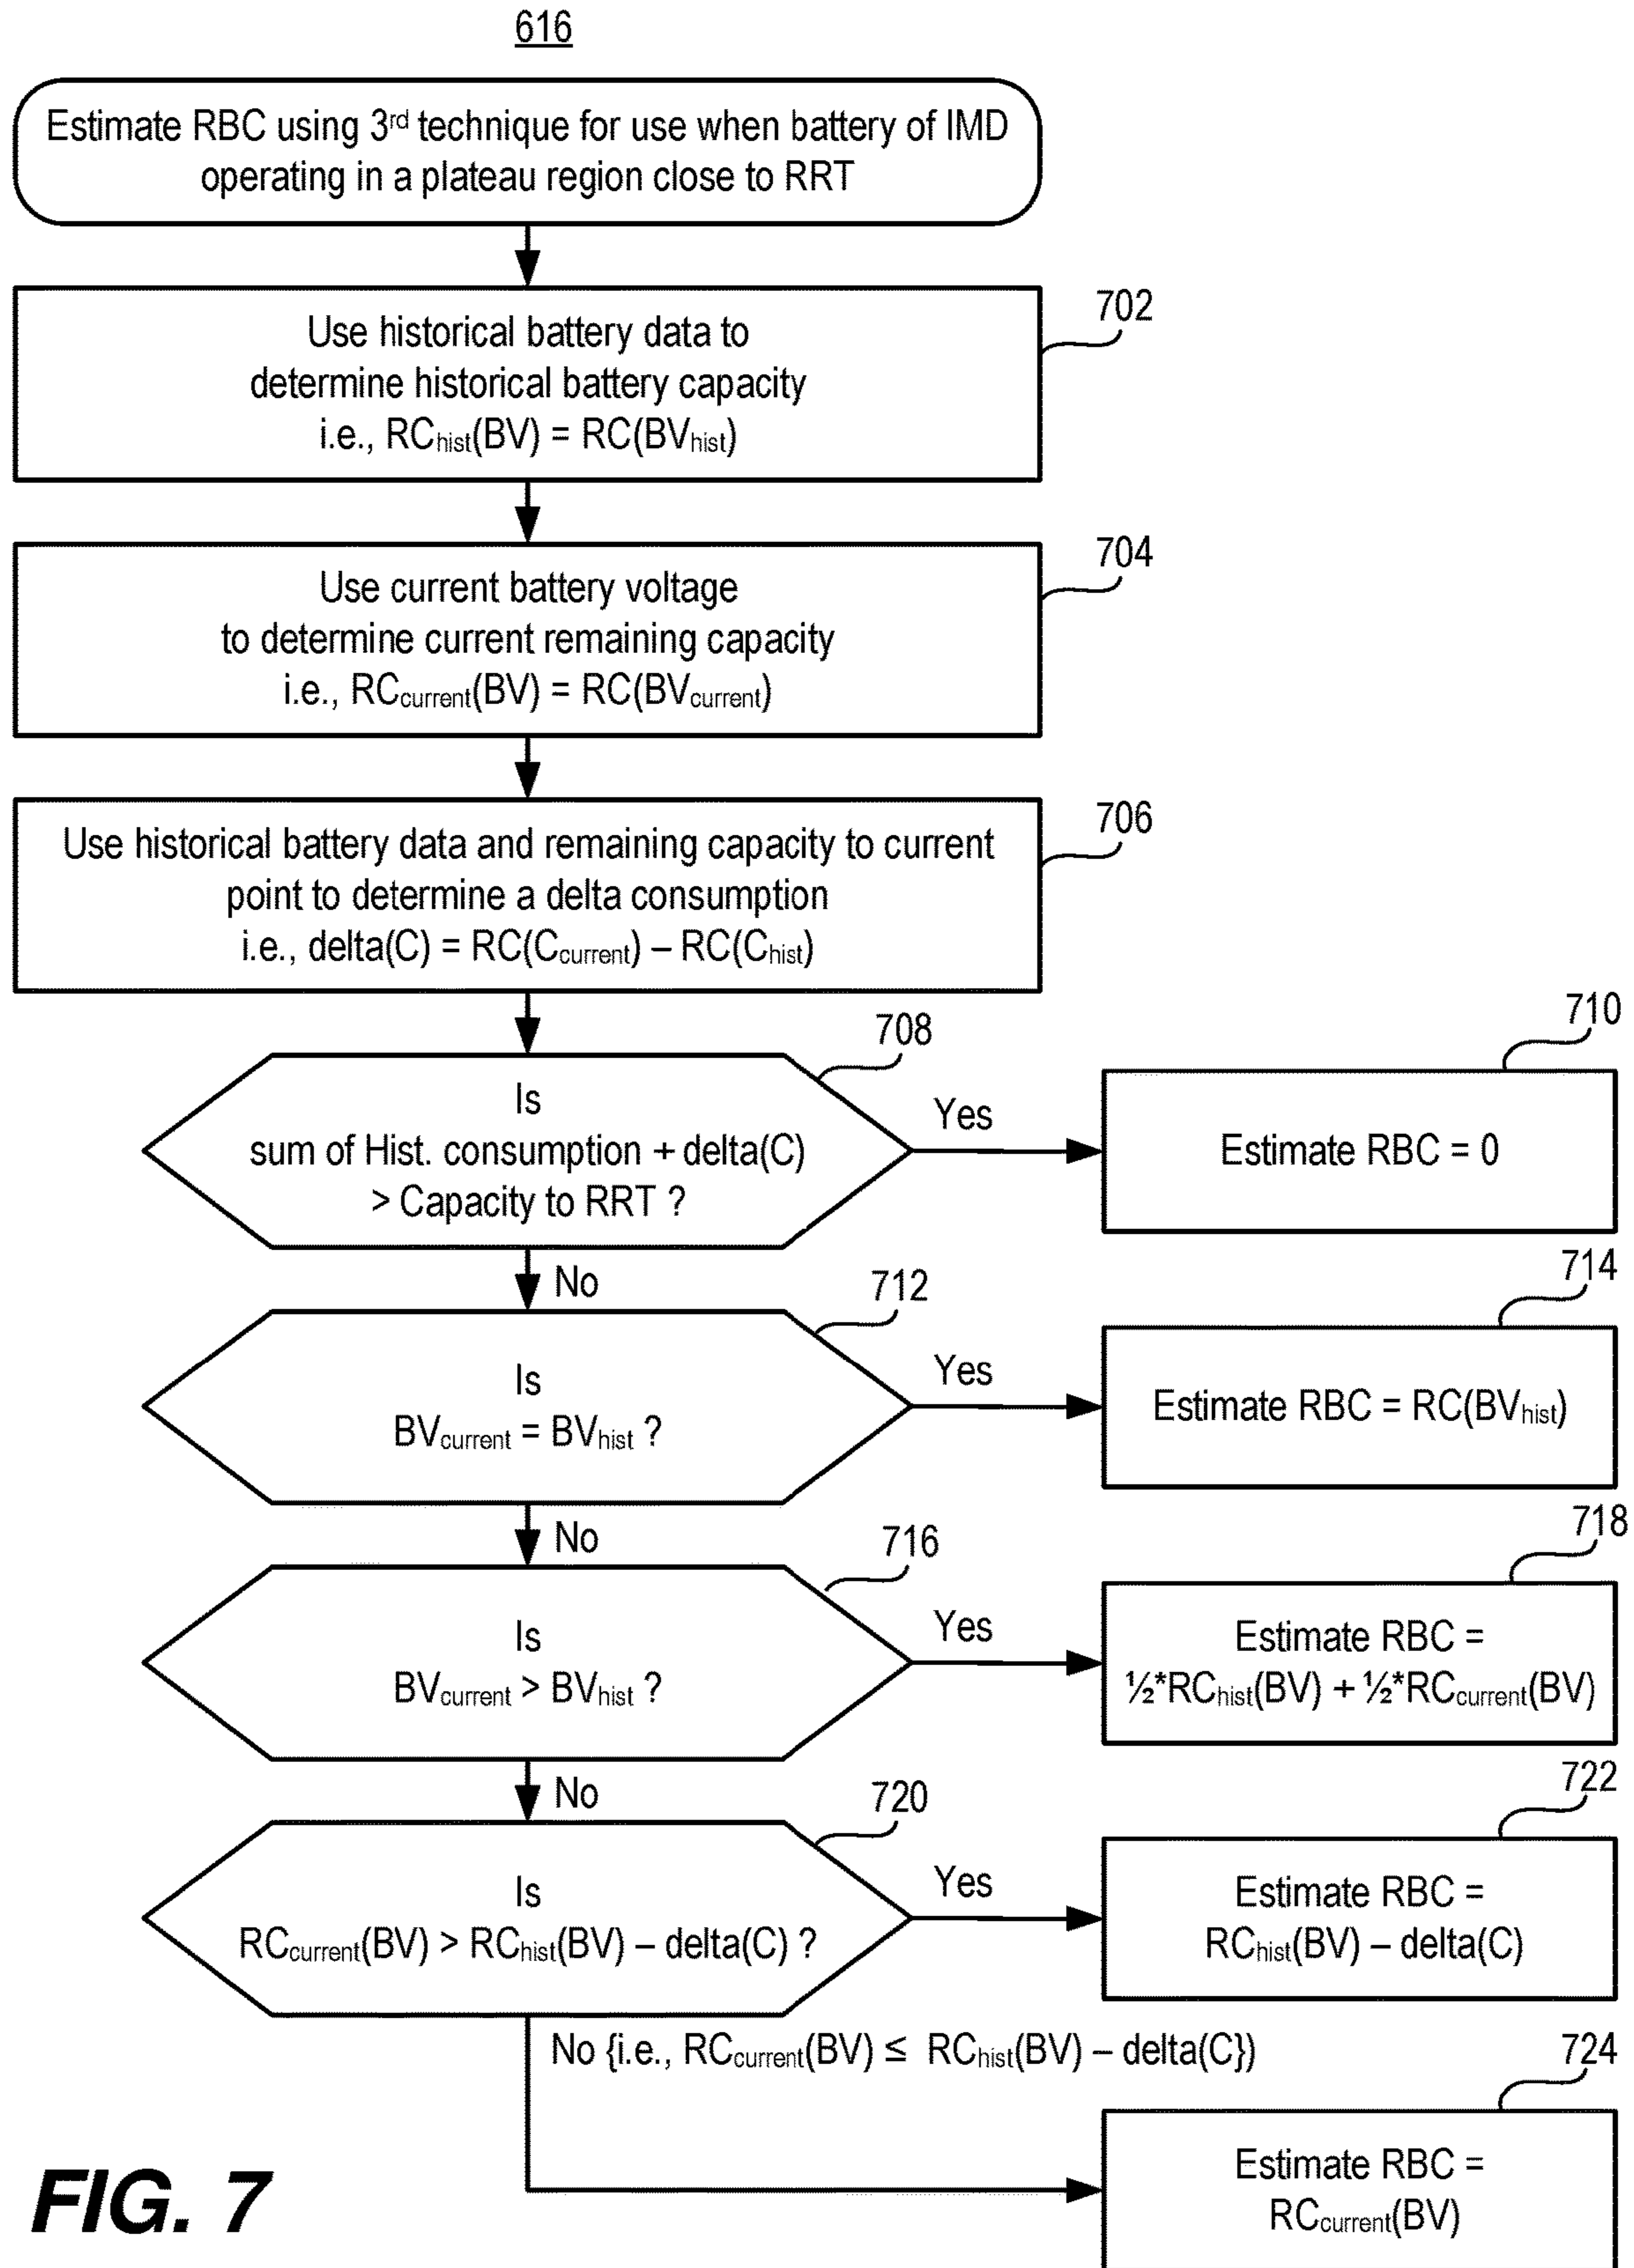 616
Estimate RBC using 3rd technique for use when battery of IMD
operating in a plateau region close to RRT
702
Use historical battery data to
determine historical battery capacity
i.e., RChist(BV) = RC(BVhist)
704
Use current battery voltage
to determine current remaining capacity
i.e., RCcurrent(BV) = RC(BVcurrent)
706
Use historical battery data and remaining capacity to current
point to determine a delta consumption
i.e., delta(C) = RC(Ccurrent) – RC(Chist)
708
Is
sum of Hist. consumption + delta(C)
> Capacity to RRT ?
Yes
710
Estimate RBC = 0
No
712
Is
BVcurrent = BVhist ?
Yes
714
Estimate RBC = RC(BVhist)
No
716
Is
BVcurrent > BVhist ?
Yes
718
Estimate RBC =
½*RChist(BV) + ½*RCcurrent(BV)
No
720
Is
RCcurrent(BV) > RChist(BV) – delta(C) ?
Yes
722
Estimate RBC =
RChist(BV) – delta(C)
No {i.e., RCcurrent(BV) ≤ RChist(BV) – delta(C})
724
Estimate RBC =
RCcurrent(BV)
FIG. 7